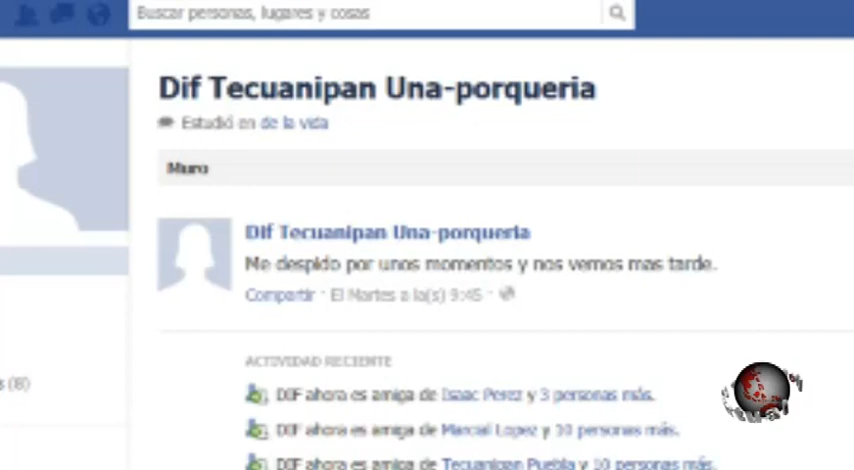 Buscar personas, lugares y cosas
Dif Tecuanipan Una-porqueria
Estudió en de la vida
Muro
Dif Tecuanipan Una-porqueria
Me despido por unos momentos y nos vemos mas tarde.
Compartir · El Martes a la(s) 9:45 ·
ACTIVIDAD RECIENTE
s (8)
DIF ahora es amiga de Isaac Perez y 3 personas más.
DIF ahora es amiga de Marcial Lopez y 10 personas más.
DIF ahora es amiga de Tecuanipan Puebla y 10 personas más.